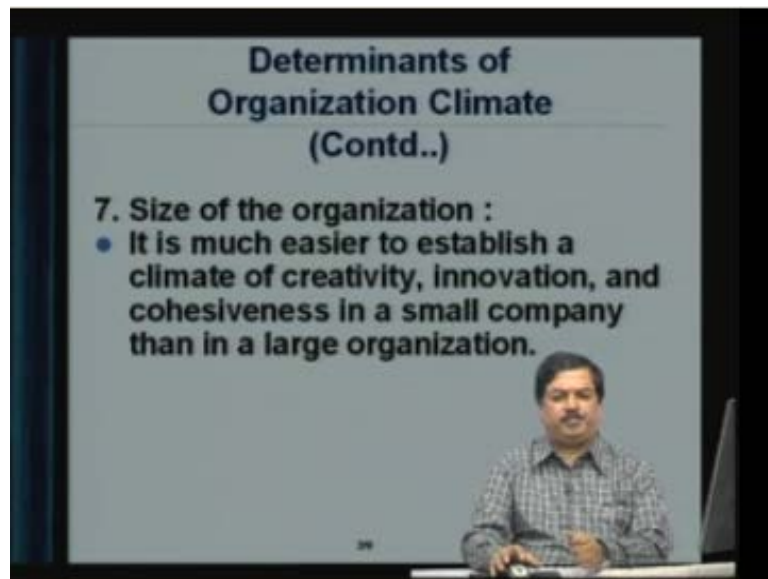 Determinants of
Organization Climate
(Contd..)
7. Size of the organization :
• It is much easier to establish a
climate of creativity, innovation, and
cohesiveness in a small company
than in a large organization.